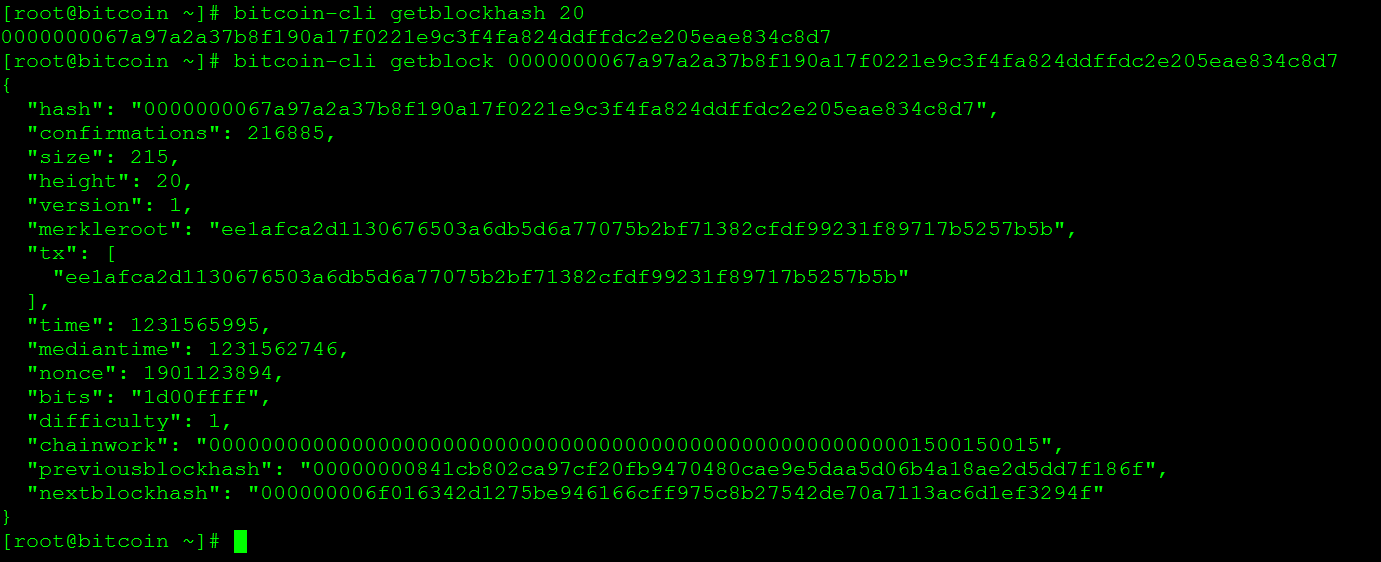 [root@bitcoin ~]# bitcoin-cli getblockhash 20
0000000067a97a2a37b8f190a17f0221e9c3f4fa824ddffdc2e205eae834c8d7
[root@bitcoin ~]# bitcoin-cli getblock 0000000067a97a2a37b8f190a17f0221e9c3f4fa824ddffdc2e205eae834c8d7
{
  "hash": "0000000067a97a2a37b8f190a17f0221e9c3f4fa824ddffdc2e205eae834c8d7",
  "confirmations": 216885,
  "size": 215,
  "height": 20,
  "version": 1,
  "merkleroot": "ee1afca2d1130676503a6db5d6a77075b2bf71382cfdf99231f89717b5257b5b",
  "tx": [
    "ee1afca2d1130676503a6db5d6a77075b2bf71382cfdf99231f89717b5257b5b"
  ],
  "time": 1231565995,
  "mediantime": 1231562746,
  "nonce": 1901123894,
  "bits": "1d00ffff",
  "difficulty": 1,
  "chainwork": "0000000000000000000000000000000000000000000000000000001500150015",
  "previousblockhash": "00000000841cb802ca97cf20fb9470480cae9e5daa5d06b4a18ae2d5dd7f186f",
  "nextblockhash": "000000006f016342d1275be946166cff975c8b27542de70a7113ac6d1ef3294f"
}
[root@bitcoin ~]#